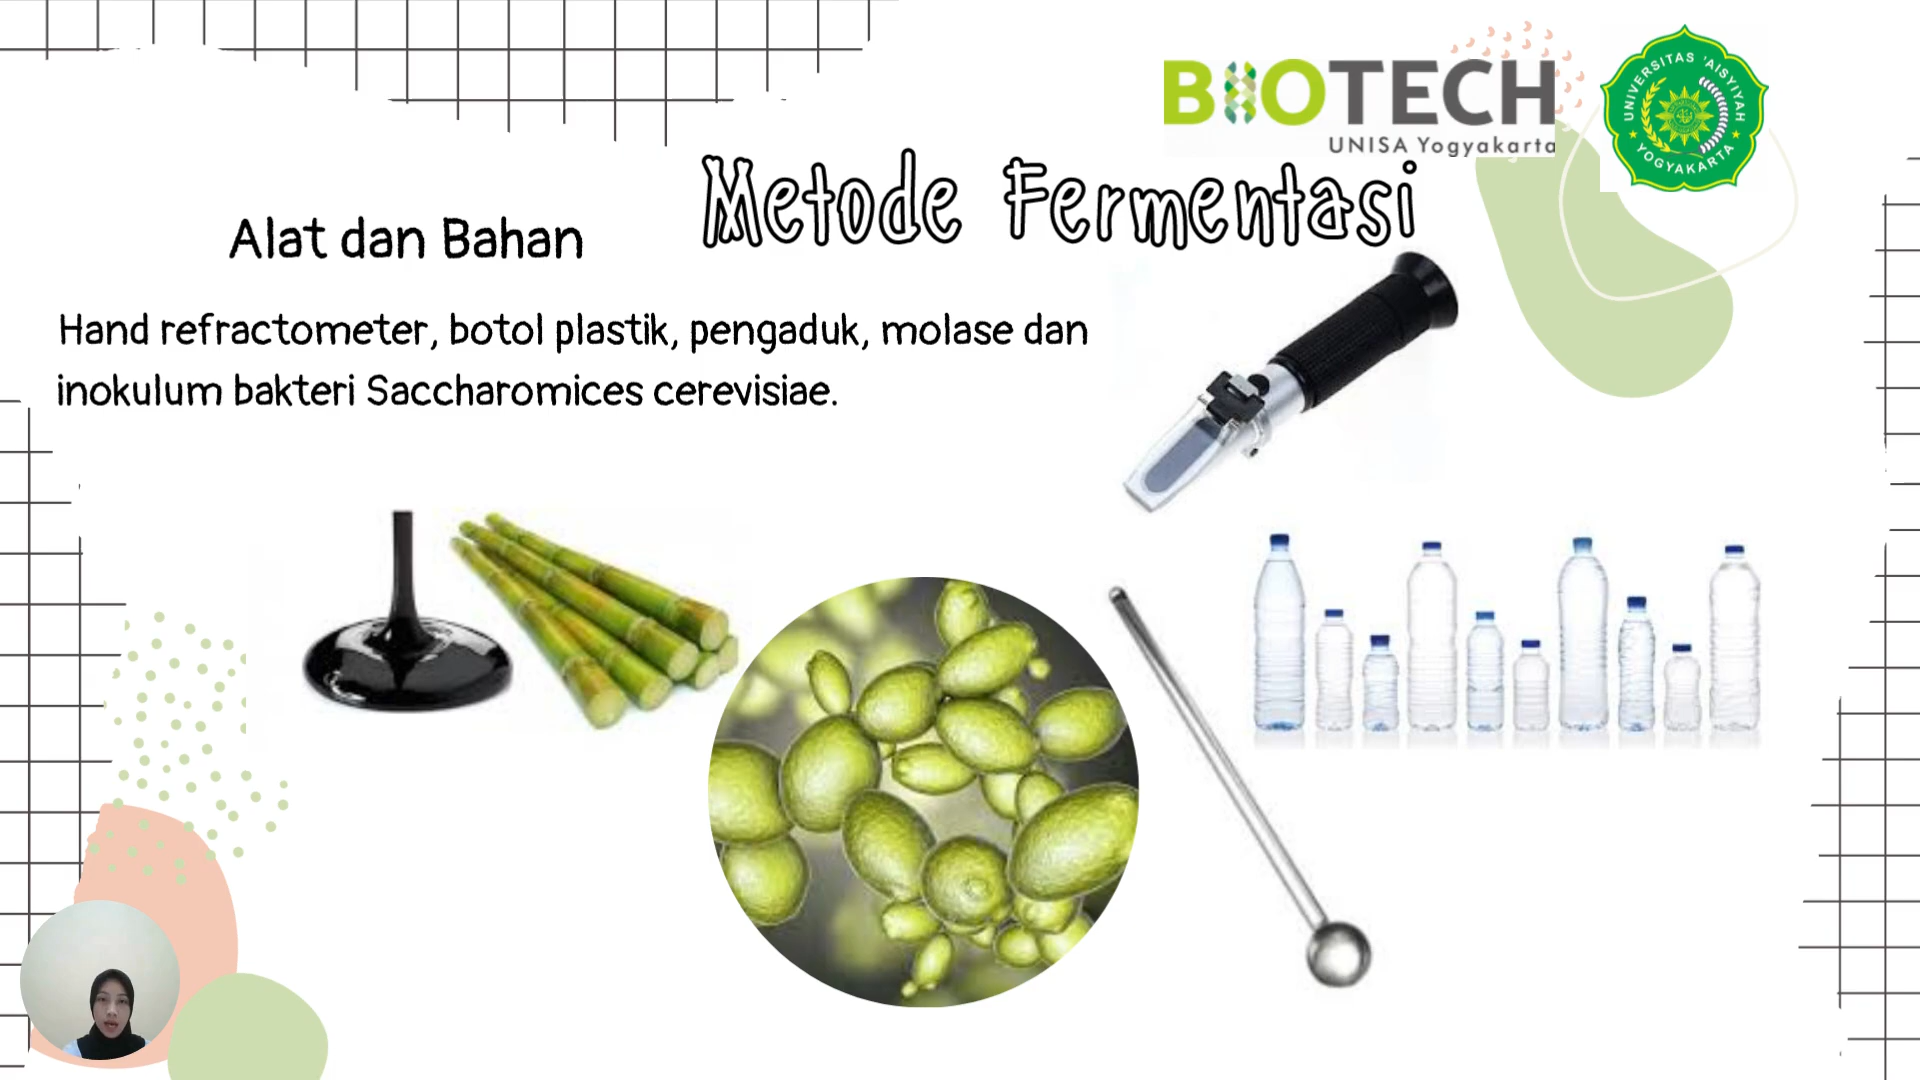 BIOTECH
UNISA Yogyakarta
UNIVERSITAS 'AISYIYAH
YOGYAKARTA
Metode Fermentasi
Alat dan Bahan
Hand refractometer, botol plastik, pengaduk, molase dan
inokulum bakteri Saccharomices cerevisiae.